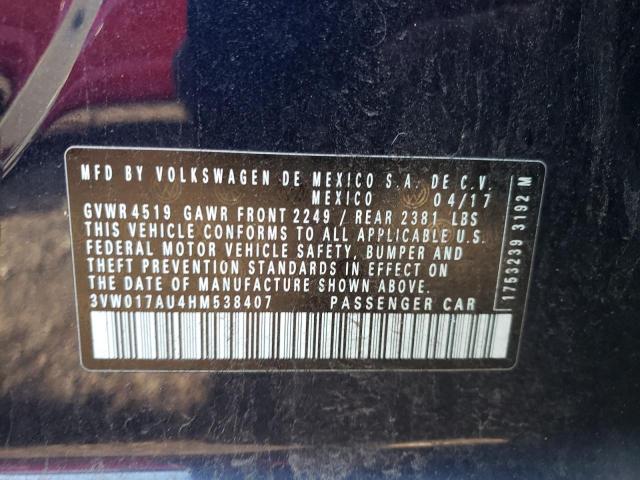 MFD BY VOLKSWAGEN DE MEXICO S.A. DE C.V.
MEXICO 04/17
GVWR 4519 GAWR FRONT 2249 / REAR 2381 LBS
THIS VEHICLE CONFORMS TO ALL APPLICABLE U.S.
FEDERAL MOTOR VEHICLE SAFETY, BUMPER AND
THEFT PREVENTION STANDARDS IN EFFECT ON
THE DATE OF MANUFACTURE SHOWN ABOVE.
3VW017AU4HM538407 PASSENGER CAR
1753239 3192 M